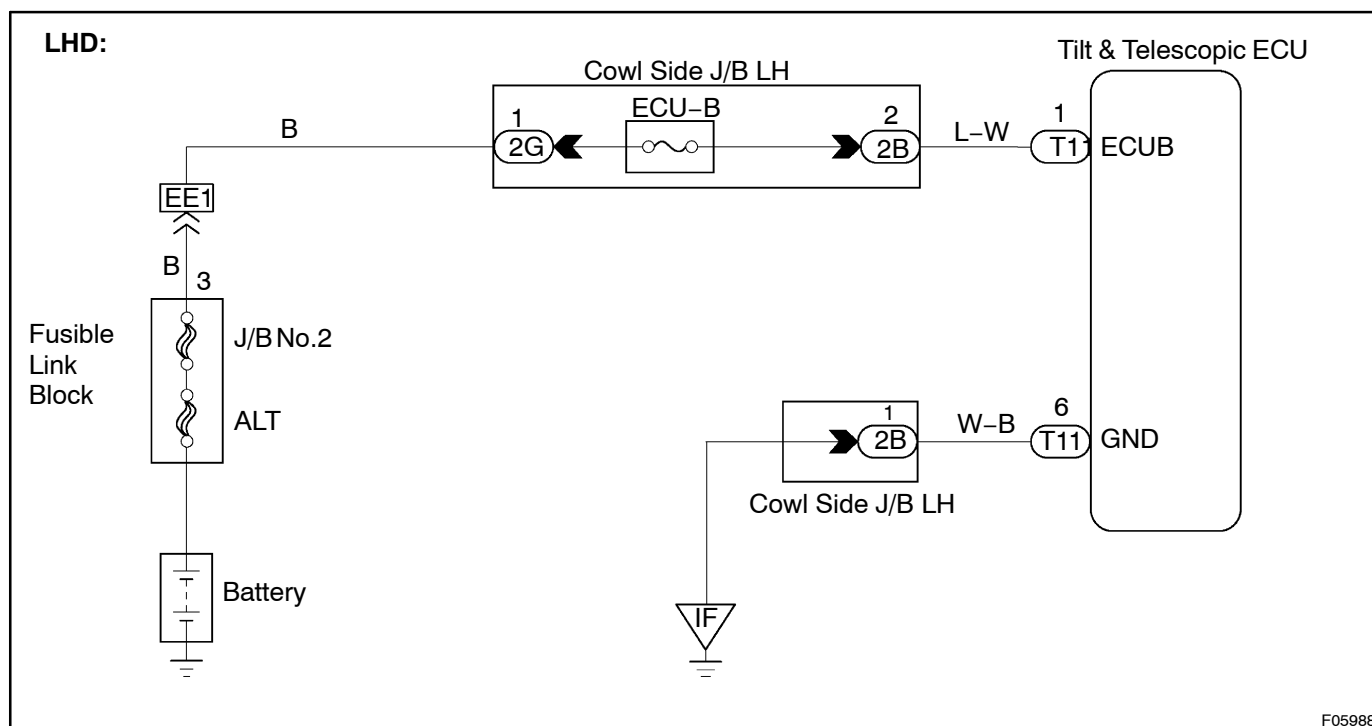 LHD:
Tilt & Telescopic ECU
Cowl Side J/B LH
ECU–B
B
1
2G
2
2B
L–W
1
T11
ECUB
EE1
B
3
Fusible
Link
Block
J/B No.2
ALT
1
2B
W–B
6
T11
GND
Cowl Side J/B LH
Battery
IF